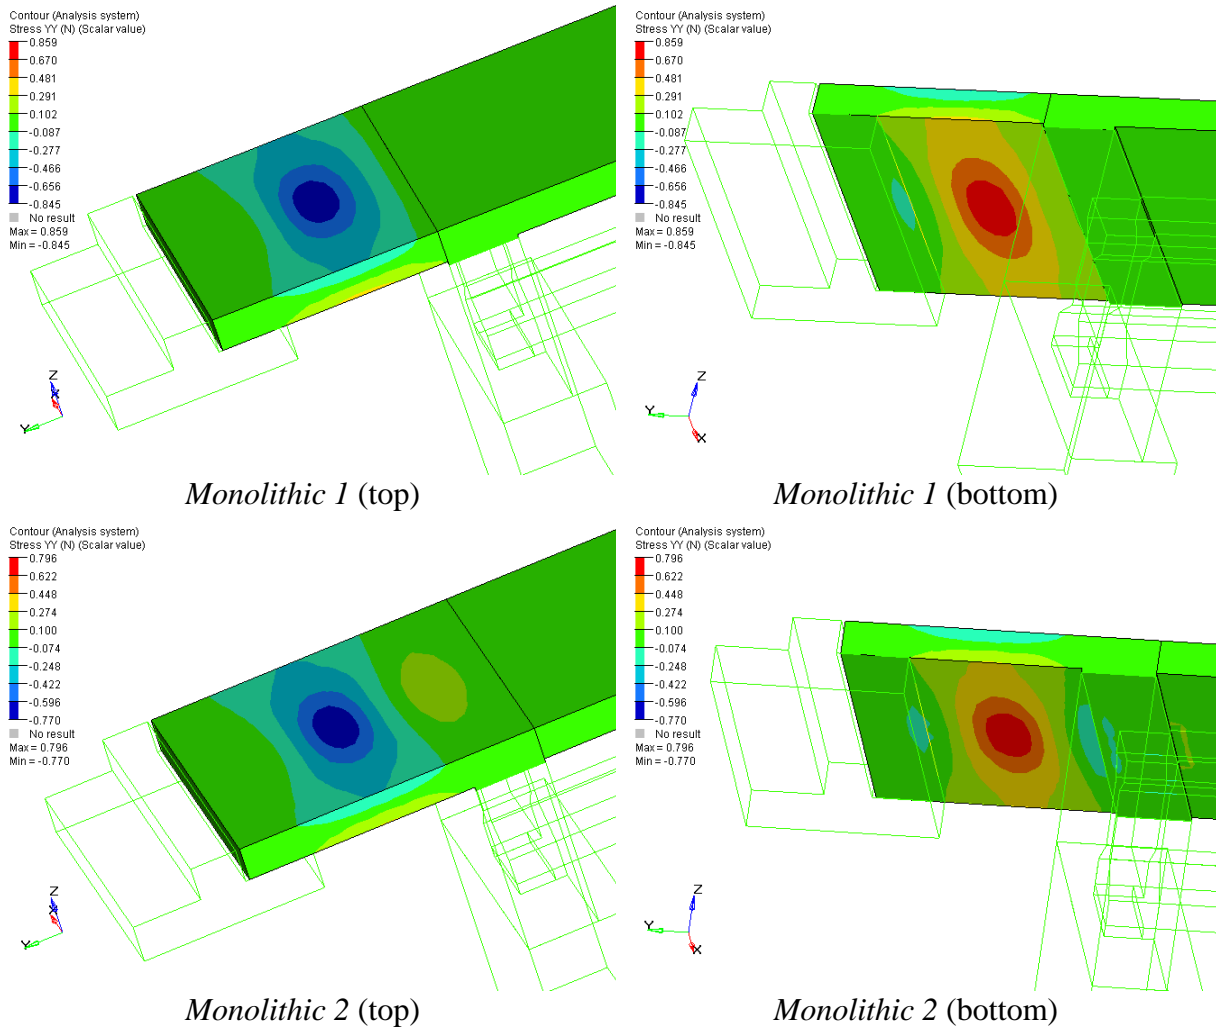 Contour (Analysis system)
Stress YY (N) (Scalar value)
0.859
0.670
0.481
0.291
0.102
-0.087
-0.277
-0.466
-0.656
-0.845
No result
Max = 0.859
Min = -0.845
Z
X
Y
Monolithic 1 (top)
Contour (Analysis system)
Stress YY (N) (Scalar value)
0.859
0.670
0.481
0.291
0.102
-0.087
-0.277
-0.466
-0.656
-0.845
No result
Max = 0.859
Min = -0.845
Z
Y
X
Monolithic 1 (bottom)
Contour (Analysis system)
Stress YY (N) (Scalar value)
0.796
0.622
0.448
0.274
0.100
-0.074
-0.248
-0.422
-0.596
-0.770
No result
Max = 0.796
Min = -0.770
Z
X
Y
Monolithic 2 (top)
Contour (Analysis system)
Stress YY (N) (Scalar value)
0.796
0.622
0.448
0.274
0.100
-0.074
-0.248
-0.422
-0.596
-0.770
No result
Max = 0.796
Min = -0.770
Z
Y
X
Monolithic 2 (bottom)